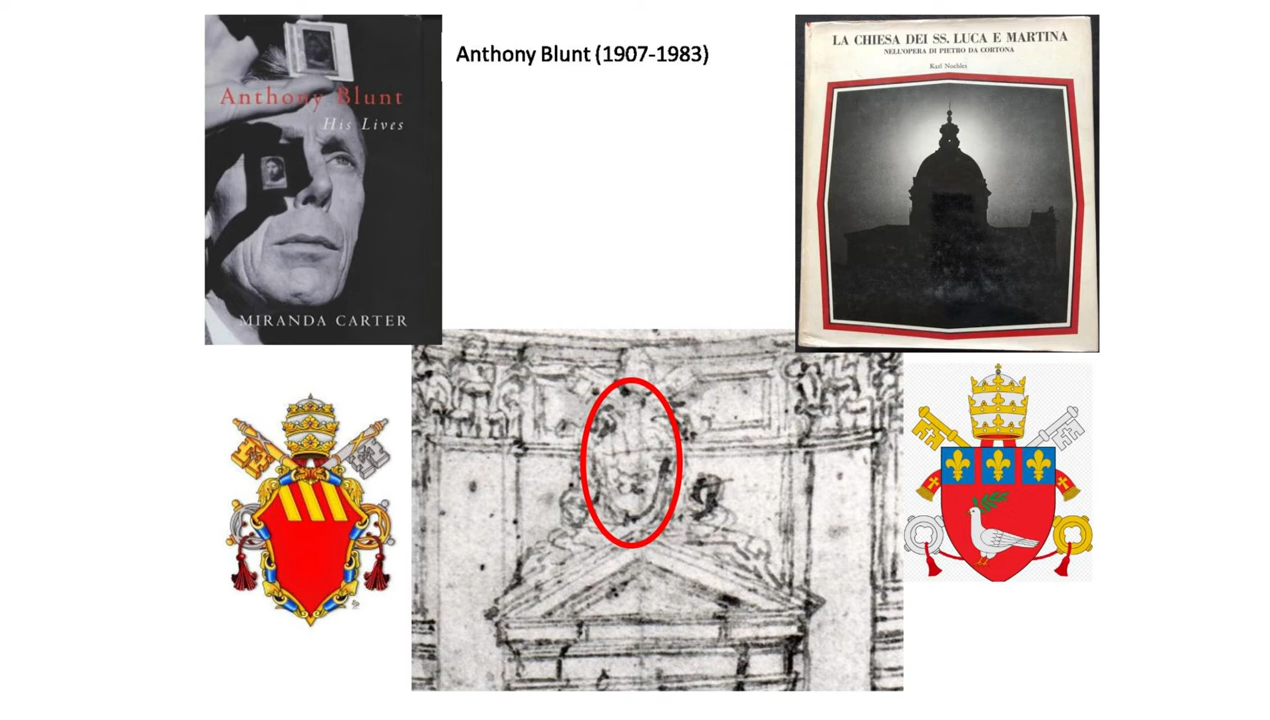 Anthony Blunt
His Lives
MIRANDA CARTER
Anthony Blunt (1907-1983)
LA CHIESA DEI SS. LUCA E MARTINA
NELL'OPERA DI PIETRO DA CORTONA
Karl Noehles